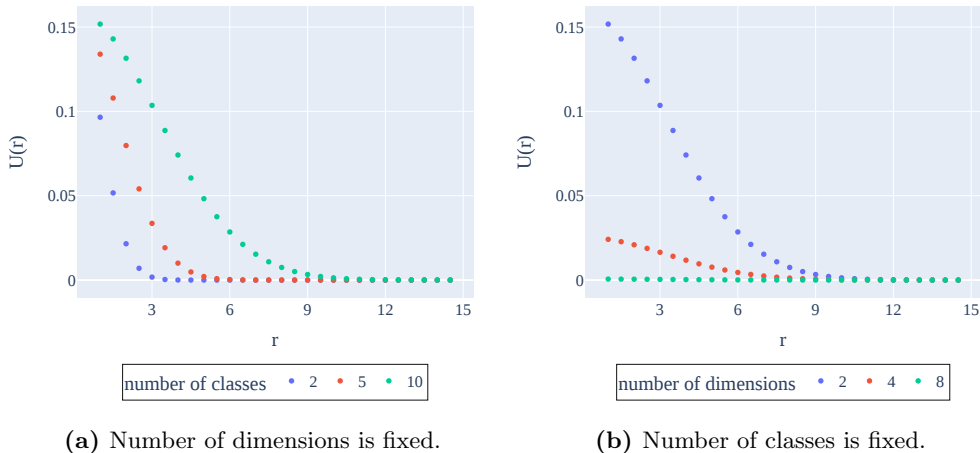 0.15
0.1
0.05
0
U(r)
3
6
9
12
15
r
number of classes 2 5 10
(a) Number of dimensions is fixed.
0.15
0.1
0.05
0
U(r)
3
6
9
12
15
r
number of dimensions 2 4 8
(b) Number of classes is fixed.